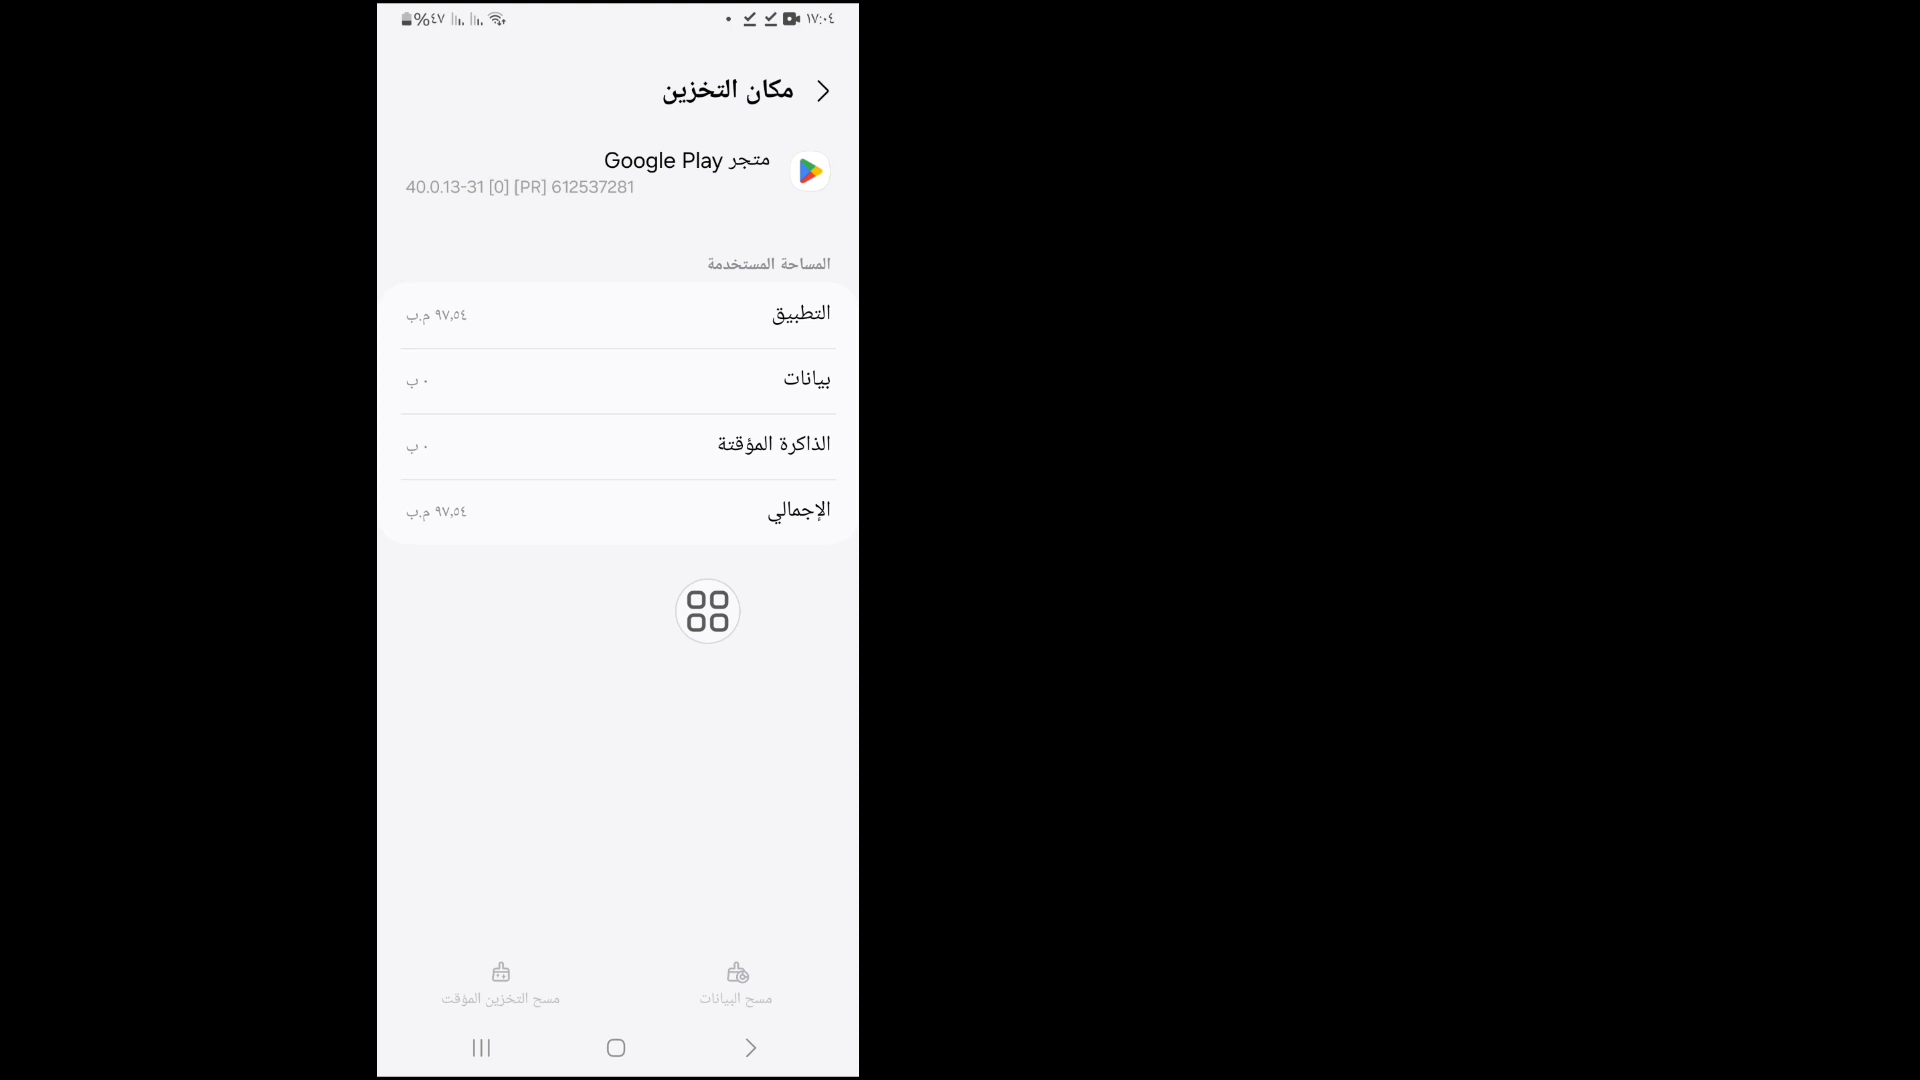 ١٧:٠٤
٤٧%
مكان التخزين
متجر Google Play
40.0.13-31 [0] [PR] 612537281
المساحة المستخدمة
التطبيق
٩٧,٥٤ م.ب
بيانات
٠ ب
الذاكرة المؤقتة
٠ ب
الإجمالي
٩٧,٥٤ م.ب
مسح البيانات
مسح التخزين المؤقت